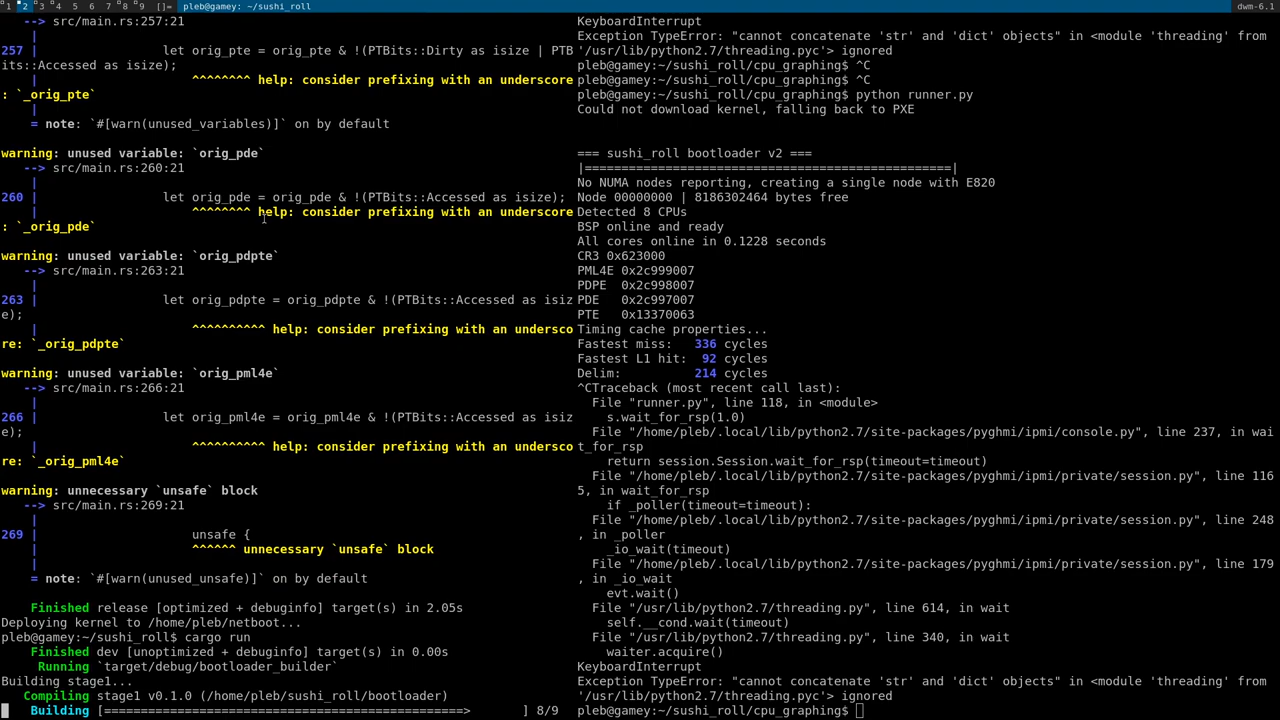 1 2 3 4 5 6 7 8 9 []= pleb@gamey: ~/sushi_roll dwm-6.1
--> src/main.rs:257:21
|
257 | let orig_pte = orig_pte & !(PTBits::Dirty as isize | PTB
its::Accessed as isize);
| ^^^^^^^^ help: consider prefixing with an underscore
: `_orig_pte`
|
= note: `#[warn(unused_variables)]` on by default
warning: unused variable: `orig_pde`
--> src/main.rs:260:21
|
260 | let orig_pde = orig_pde & !(PTBits::Accessed as isize);
| ^^^^^^^^ help: consider prefixing with an underscore
: `_orig_pde`
|
warning: unused variable: `orig_pdpte`
--> src/main.rs:263:21
|
263 | let orig_pdpte = orig_pdpte & !(PTBits::Accessed as isiz
e);
| ^^^^^^^^^^ help: consider prefixing with an undersco
re: `_orig_pdpte`
|
warning: unused variable: `orig_pml4e`
--> src/main.rs:266:21
|
266 | let orig_pml4e = orig_pml4e & !(PTBits::Accessed as isiz
e);
| ^^^^^^^^^^ help: consider prefixing with an undersco
re: `_orig_pml4e`
|
warning: unnecessary `unsafe` block
--> src/main.rs:269:21
|
269 | unsafe {
| ^^^^^^ unnecessary `unsafe` block
|
= note: `#[warn(unused_unsafe)]` on by default
Finished release [optimized + debuginfo] target(s) in 2.05s
Deploying kernel to /home/pleb/netboot...
pleb@gamey:~/sushi_roll$ cargo run
Finished dev [unoptimized + debuginfo] target(s) in 0.00s
Running `target/debug/bootloader_builder`
Building stage1...
Compiling stage1 v0.1.0 (/home/pleb/sushi_roll/bootloader)
Building [=================================================> ] 8/9
KeyboardInterrupt
Exception TypeError: "cannot concatenate 'str' and 'dict' objects" in <module 'threading' from
'/usr/lib/python2.7/threading.pyc'> ignored
pleb@gamey:~/sushi_roll/cpu_graphing$ ^C
pleb@gamey:~/sushi_roll/cpu_graphing$ ^C
pleb@gamey:~/sushi_roll/cpu_graphing$ python runner.py
Could not download kernel, falling back to PXE
=== sushi_roll bootloader v2 ===
|==================================================|
No NUMA nodes reporting, creating a single node with E820
Node 00000000 | 8186302464 bytes free
Detected 8 CPUs
BSP online and ready
All cores online in 0.1228 seconds
CR3 0x623000
PML4E 0x2c999007
PDPE 0x2c998007
PDE 0x2c997007
PTE 0x13370063
Timing cache properties...
Fastest miss: 336 cycles
Fastest L1 hit: 92 cycles
Delim: 214 cycles
^CTraceback (most recent call last):
File "runner.py", line 118, in <module>
s.wait_for_rsp(1.0)
File "/home/pleb/.local/lib/python2.7/site-packages/pyghmi/ipmi/console.py", line 237, in wai
t_for_rsp
return session.Session.wait_for_rsp(timeout=timeout)
File "/home/pleb/.local/lib/python2.7/site-packages/pyghmi/ipmi/private/session.py", line 116
5, in wait_for_rsp
if _poller(timeout=timeout):
File "/home/pleb/.local/lib/python2.7/site-packages/pyghmi/ipmi/private/session.py", line 248
, in _poller
_io_wait(timeout)
File "/home/pleb/.local/lib/python2.7/site-packages/pyghmi/ipmi/private/session.py", line 179
, in _io_wait
evt.wait()
File "/usr/lib/python2.7/threading.py", line 614, in wait
self.__cond.wait(timeout)
File "/usr/lib/python2.7/threading.py", line 340, in wait
waiter.acquire()
KeyboardInterrupt
Exception TypeError: "cannot concatenate 'str' and 'dict' objects" in <module 'threading' from
'/usr/lib/python2.7/threading.pyc'> ignored
pleb@gamey:~/sushi_roll/cpu_graphing$